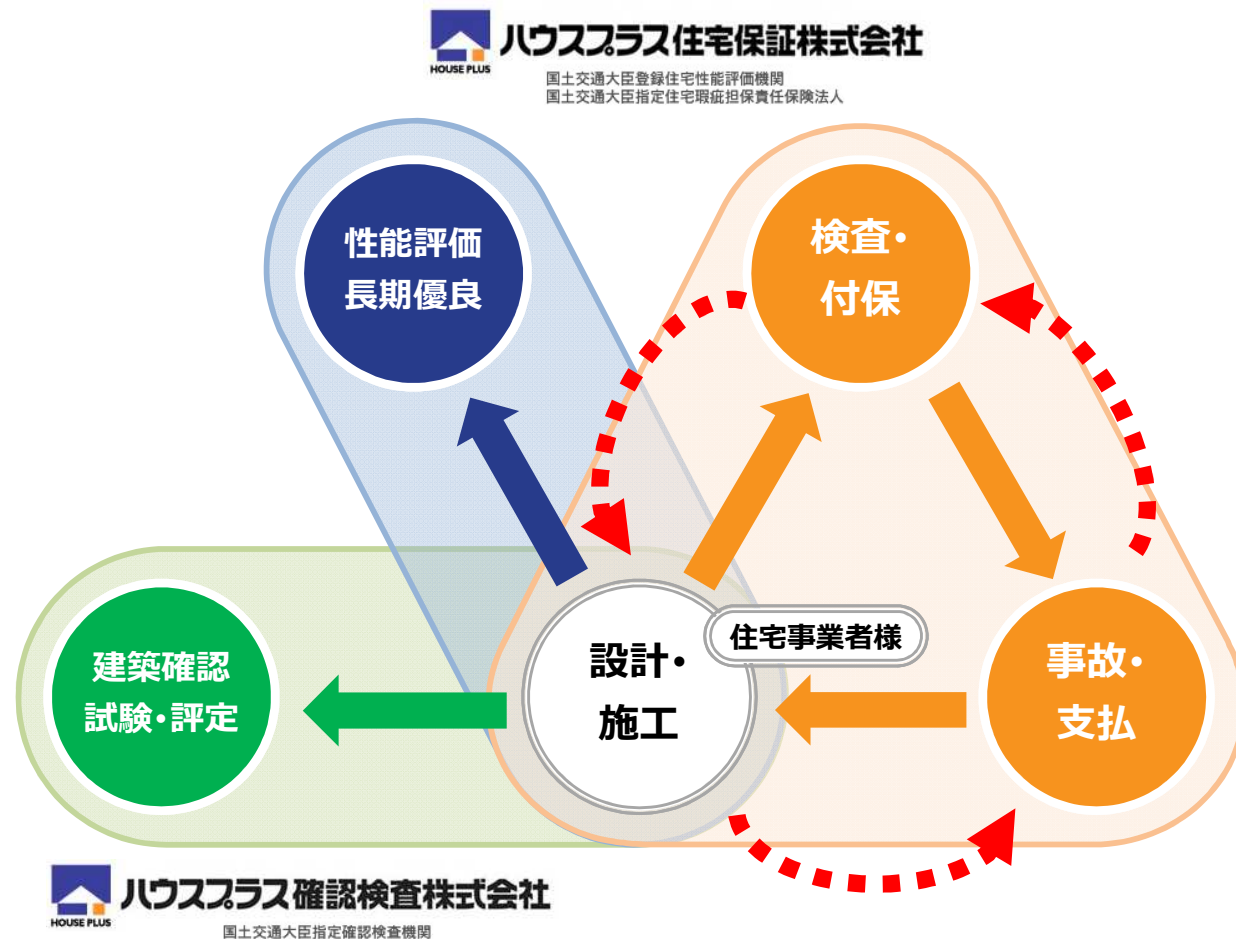 ハウスプラス住宅保証株式会社
HOUSE PLUS
国土交通大臣登録住宅性能評価機関
国土交通大臣指定住宅瑕疵担保責任保険法人
性能評価
長期優良
検査・
付保
住宅事業者様
設計・
施工
建築確認
試験・評定
事故・
支払
ハウスプラス確認検査株式会社
HOUSE PLUS
国土交通大臣指定確認検査機関